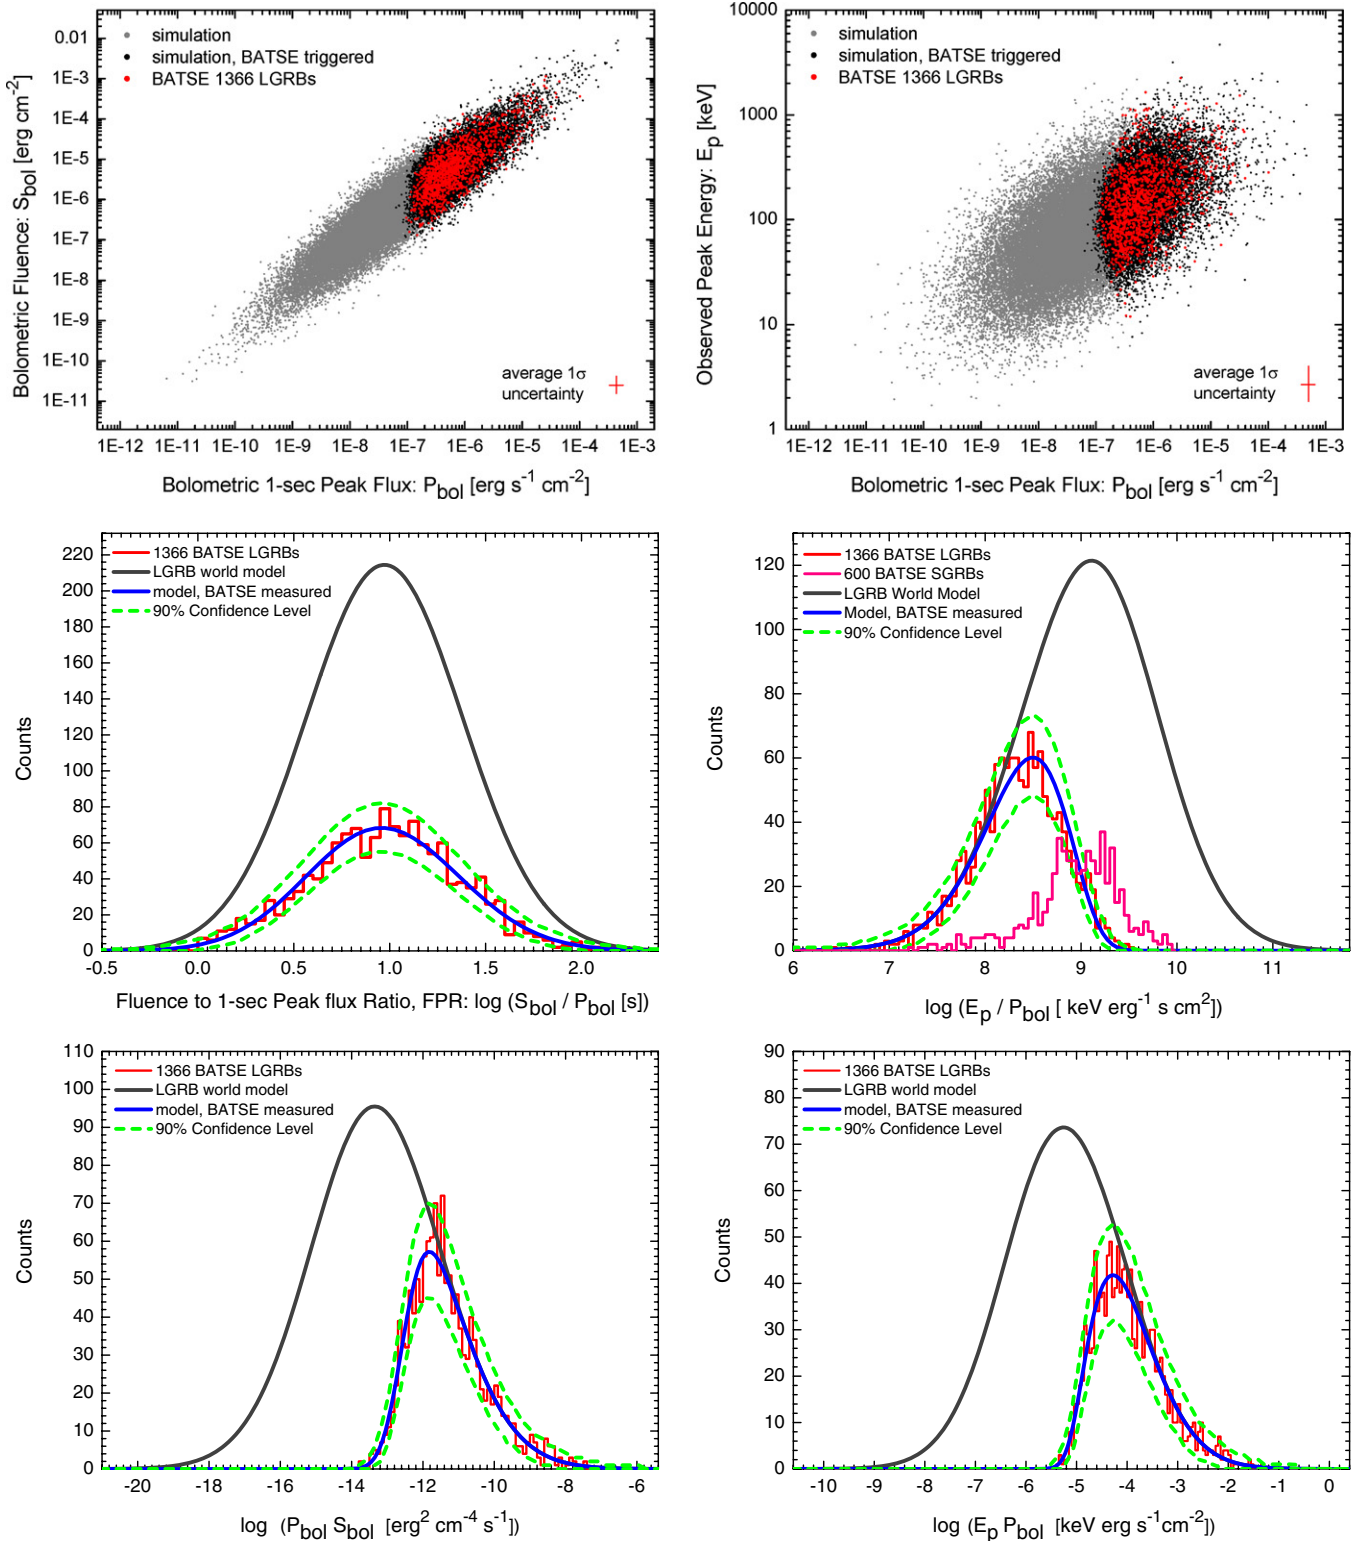 simulation
simulation, BATSE triggered
BATSE 1366 LGRBs
0.01
1E-3
1E-4
1E-5
1E-6
1E-7
1E-8
1E-9
1E-10
1E-11
Bolometric Fluence: S_bol [erg cm^-2]
average 1σ
uncertainty
1E-12 1E-11 1E-10 1E-9 1E-8 1E-7 1E-6 1E-5 1E-4 1E-3
Bolometric 1-sec Peak Flux: P_bol [erg s^-1 cm^-2]
simulation
simulation, BATSE triggered
BATSE 1366 LGRBs
10000
1000
100
10
1
Observed Peak Energy: E_p [keV]
average 1σ
uncertainty
1E-12 1E-11 1E-10 1E-9 1E-8 1E-7 1E-6 1E-5 1E-4 1E-3
Bolometric 1-sec Peak Flux: P_bol [erg s^-1 cm^-2]
1366 BATSE LGRBs
LGRB world model
model, BATSE measured
90% Confidence Level
220
200
180
160
140
120
100
80
60
40
20
0
Counts
-0.5 0.0 0.5 1.0 1.5 2.0
Fluence to 1-sec Peak flux Ratio, FPR: log (S_bol / P_bol [s])
1366 BATSE LGRBs
600 BATSE SGRBs
LGRB World Model
Model, BATSE measured
90% Confidence Level
120
100
80
60
40
20
0
Counts
6 7 8 9 10 11
log (E_p / P_bol [ keV erg^-1 s cm^2])
1366 BATSE LGRBs
LGRB world model
model, BATSE measured
90% Confidence Level
110
100
90
80
70
60
50
40
30
20
10
0
Counts
-20 -18 -16 -14 -12 -10 -8 -6
log (P_bol S_bol [erg^2 cm^-4 s^-1])
1366 BATSE LGRBs
LGRB world model
model, BATSE measured
90% Confidence Level
90
80
70
60
50
40
30
20
10
0
Counts
-10 -9 -8 -7 -6 -5 -4 -3 -2 -1 0
log (E_p P_bol [keV erg s^-1 cm^-2])